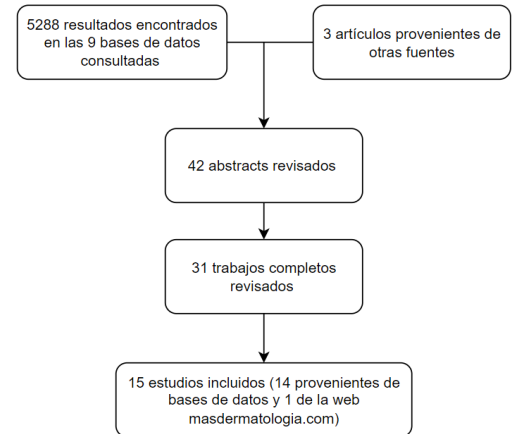 5288 resultados encontrados
en las 9 bases de datos
consultadas
3 artículos provenientes de
otras fuentes
42 abstracts revisados
31 trabajos completos
revisados
15 estudios incluidos (14 provenientes de
bases de datos y 1 de la web
masdermatologia.com)